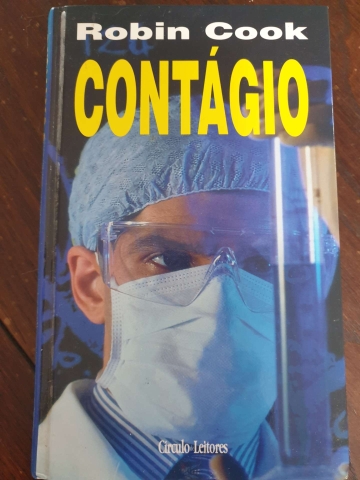 Robin Cook
CONTÁGIO
Círculo Leitores